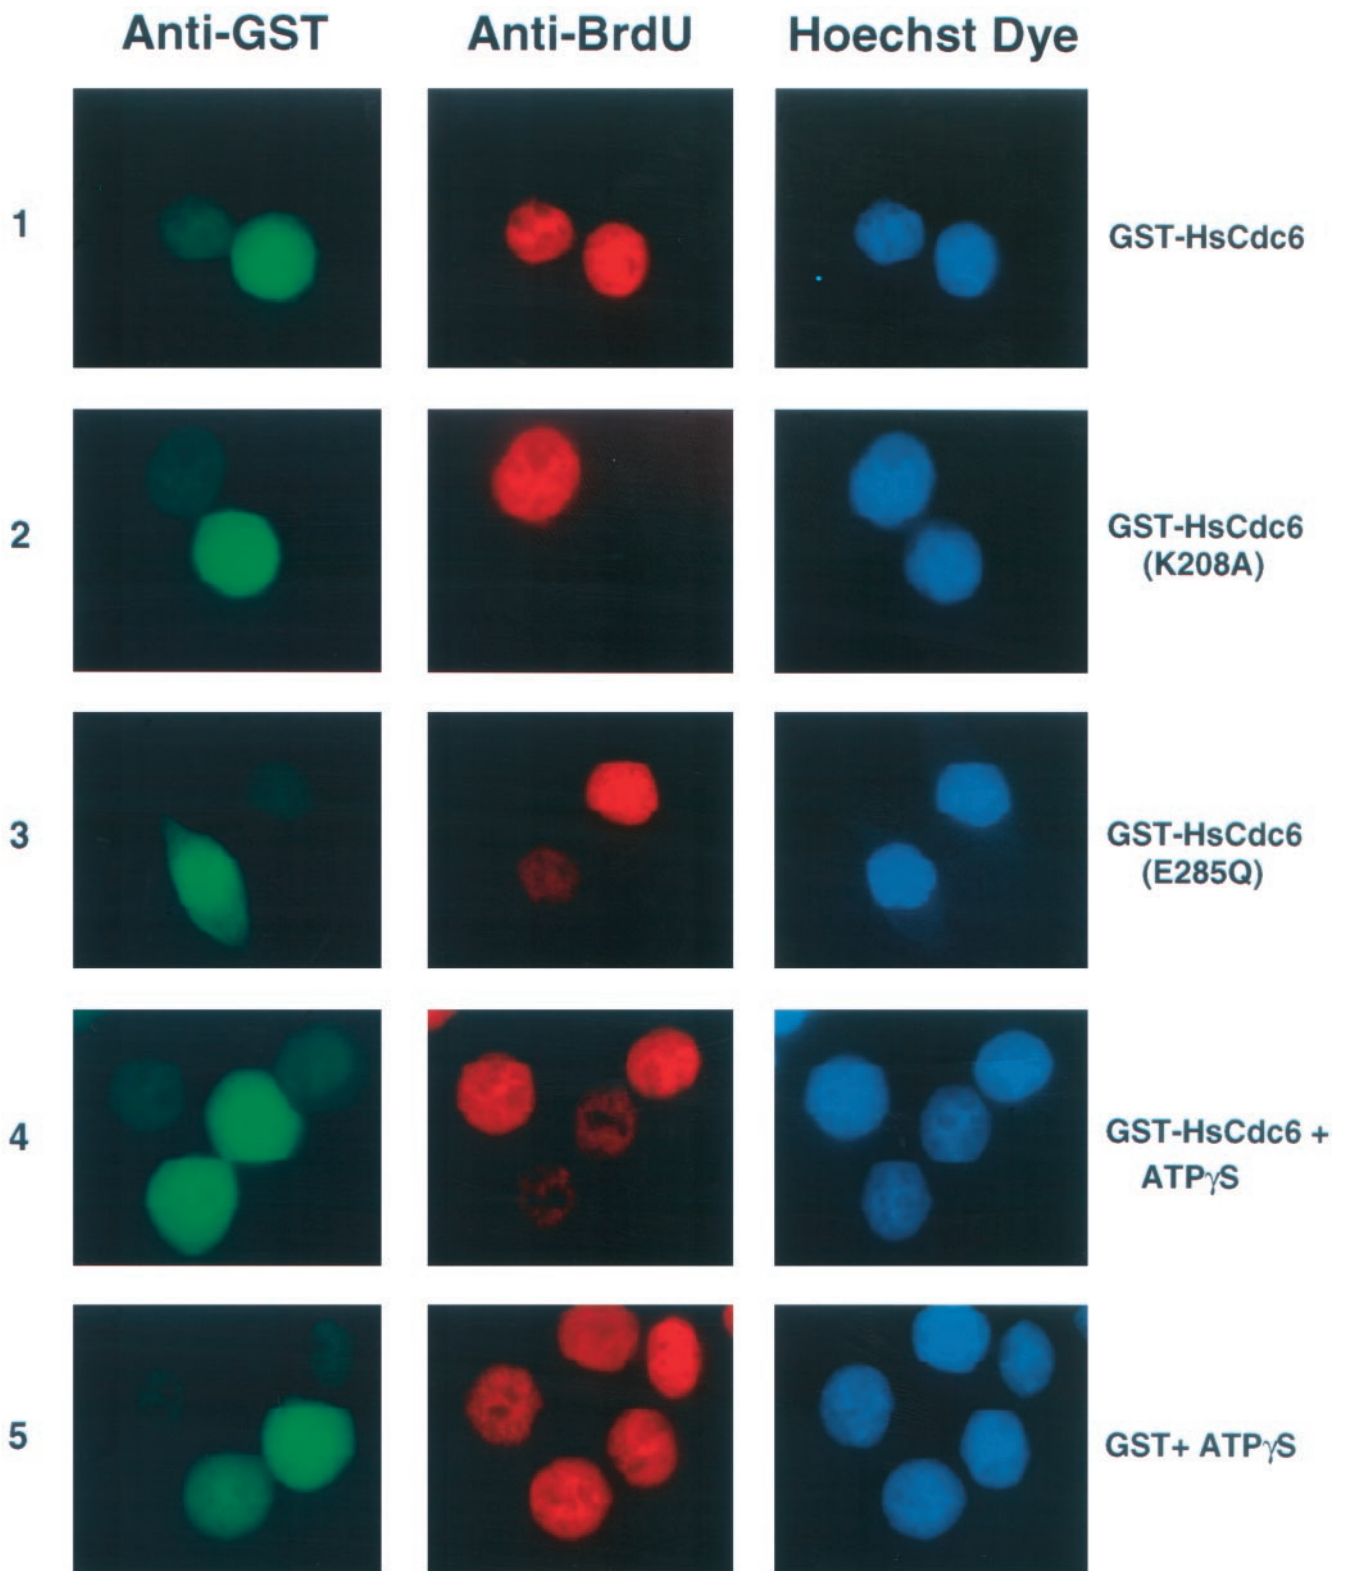 Anti-GST Anti-BrdU Hoechst Dye
1 GST-HsCdc6
2 GST-HsCdc6
(K208A)
3 GST-HsCdc6
(E285Q)
4 GST-HsCdc6 +
ATPγS
5 GST+ ATPγS